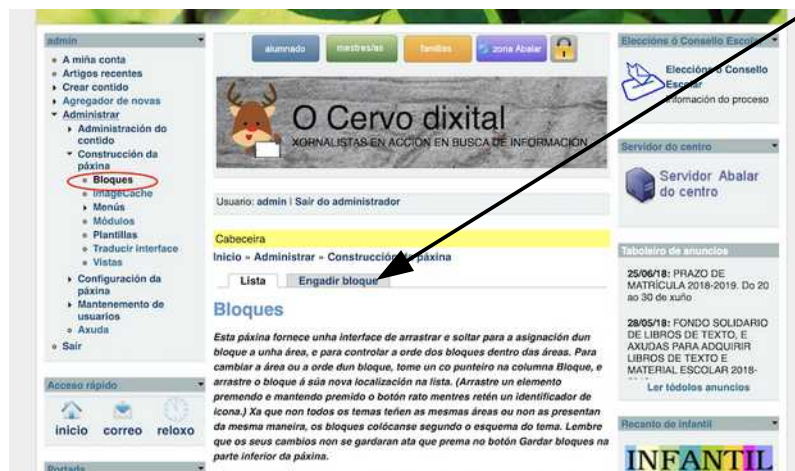 admin
A miña conta
Artigos recentes
Crear contido
Agregador de novas
Administrar
Administración do
contido
Construcción da
páxina
Bloques
ImageCache
Menús
Módulos
Plantillas
Traducir interface
Vistas
Configuración da
páxina
Mantenemento de
usuarios
Axuda
Sair
Acceso rápido
inicio correo reloxo
Portada
alumnado mestres/as familias zona Abalar
O Cervo dixital
XORNALISTAS EN ACCIÓN EN BUSCA DE INFORMACIÓN
Usuario: admin | Saír do administrador
Cabeceira
Inicio » Administrar » Construcción da páxina
Lista Engadir bloque
Bloques
Esta páxina fornece unha interface de arrastrar e soltar para a asignación dun
bloque a unha área, e para controlar a orde dos bloques dentro das áreas. Para
cambiar a área ou a orde dun bloque, tome un co punteiro na columna Bloque, e
arrastre o bloque á súa nova localización na lista. (Arrastre un elemento
premendo e mantendo premido o botón rato mentres retén un identificador de
icona.) Xa que non todos os temas teñen as mesmas áreas ou non as presentan
da mesma maneira, os bloques colócanse segundo o esquema do tema. Lembre
que os seus cambios non se gardaran ata que prema no botón Gardar bloques na
parte inferior da páxina.
Eleccións ó Consello Escolar
Eleccións ó Consello
Escolar
Información do proceso
Servidor do centro
Servidor Abalar
do centro
Taboleiro de anuncios
25/06/18: PRAZO DE
MATRÍCULA 2018-2019. Do 20
ao 30 de xuño
28/05/18: FONDO SOLIDARIO
DE LIBROS DE TEXTO, E
AXUDAS PARA ADQUIRIR
LIBROS DE TEXTO E
MATERIAL ESCOLAR 2018-
Ler tódolos anuncios
Recanto de infantil
INFANTIL